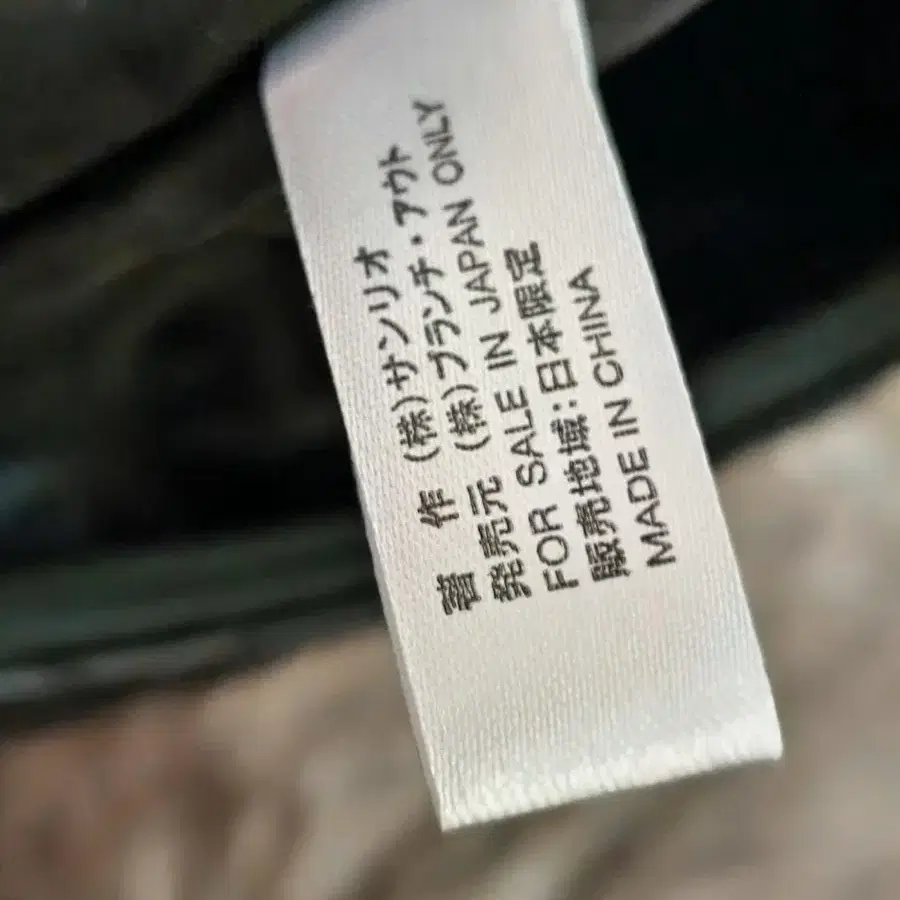 著 作 (株)サンリオ
発売元 (株)ブランチ・アウト
FOR SALE IN JAPAN ONLY
販売地域:日本限定
MADE IN CHINA